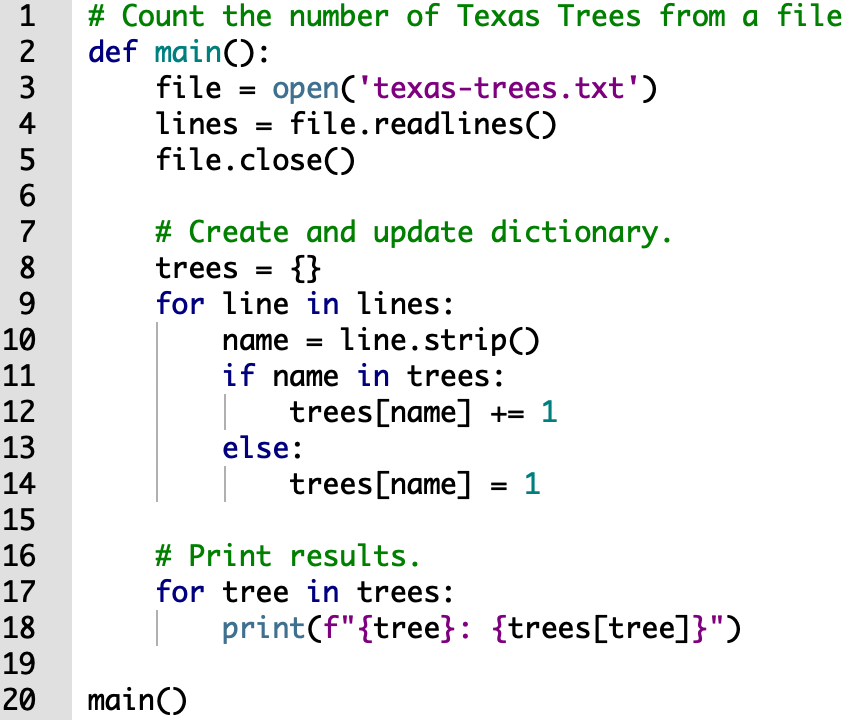 1 # Count the number of Texas Trees from a file
2 def main():
3     file = open('texas-trees.txt')
4     lines = file.readlines()
5     file.close()
6
7     # Create and update dictionary.
8     trees = {}
9     for line in lines:
10         name = line.strip()
11         if name in trees:
12             trees[name] += 1
13         else:
14             trees[name] = 1
15
16     # Print results.
17     for tree in trees:
18         print(f"{tree}: {trees[tree]}")
19
20 main()